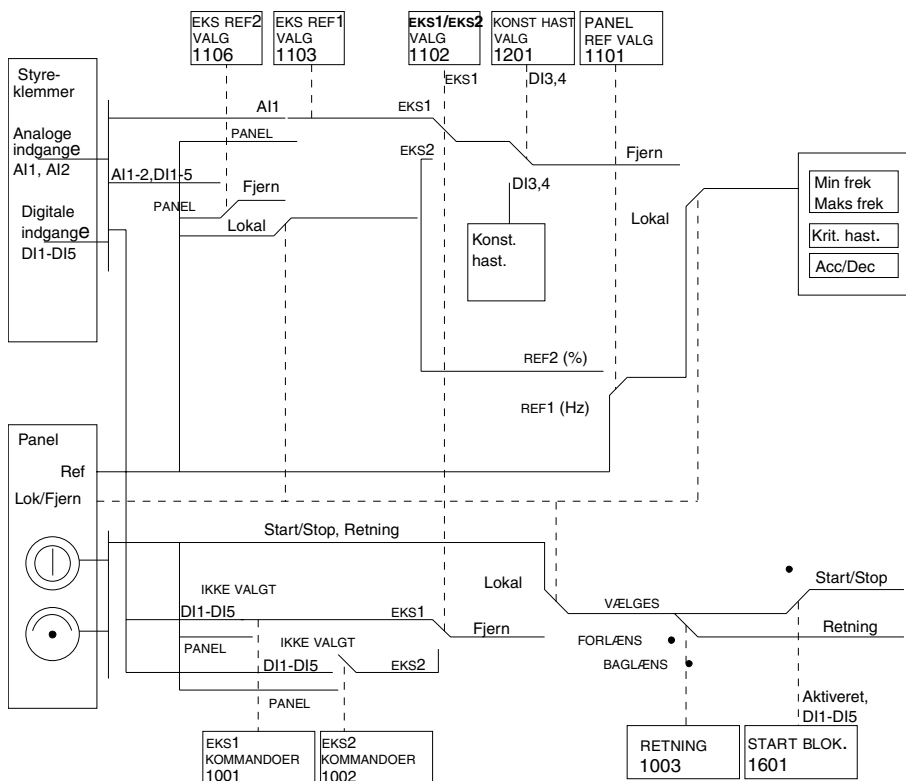 EKS REF2
VALG
1106
EKS REF1
VALG
1103
EKS1/EKS2
VALG
1102
KONST HAST
VALG
1201
PANEL
REF VALG
1101
EKS1
DI3,4
Styre-
klemmer
Analoge
indgange
AI1, AI2
Digitale
indgange
DI1-DI5
AI1
EKS1
PANEL
EKS2
Fjern
AI1-2,DI1-5
PANEL
Fjern
Lokal
DI3,4
Konst.
hast.
Lokal
Min frek
Maks frek
Krit. hast.
Acc/Dec
REF2 (%)
REF1 (Hz)
Panel
Ref
Lok/Fjern
Start/Stop, Retning
Lokal
Start/Stop
IKKE VALGT
DI1-DI5
EKS1
VÆLGES
Fjern
Retning
PANEL
IKKE VALGT
FORLÆNS
DI1-DI5
EKS2
BAGLÆNS
PANEL
Aktiveret,
DI1-DI5
EKS1
KOMMANDOER
1001
EKS2
KOMMANDOER
1002
RETNING
1003
START BLOK.
1601